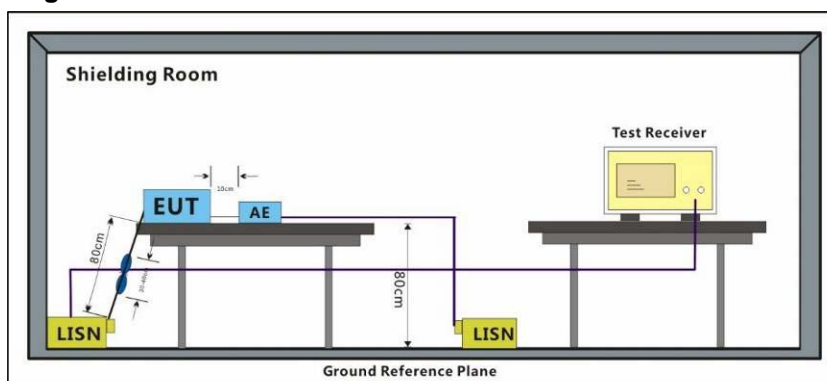 Shielding Room
Test Receiver
10cm
EUT
AE
80cm
80cm
LISN
LISN
Ground Reference Plane